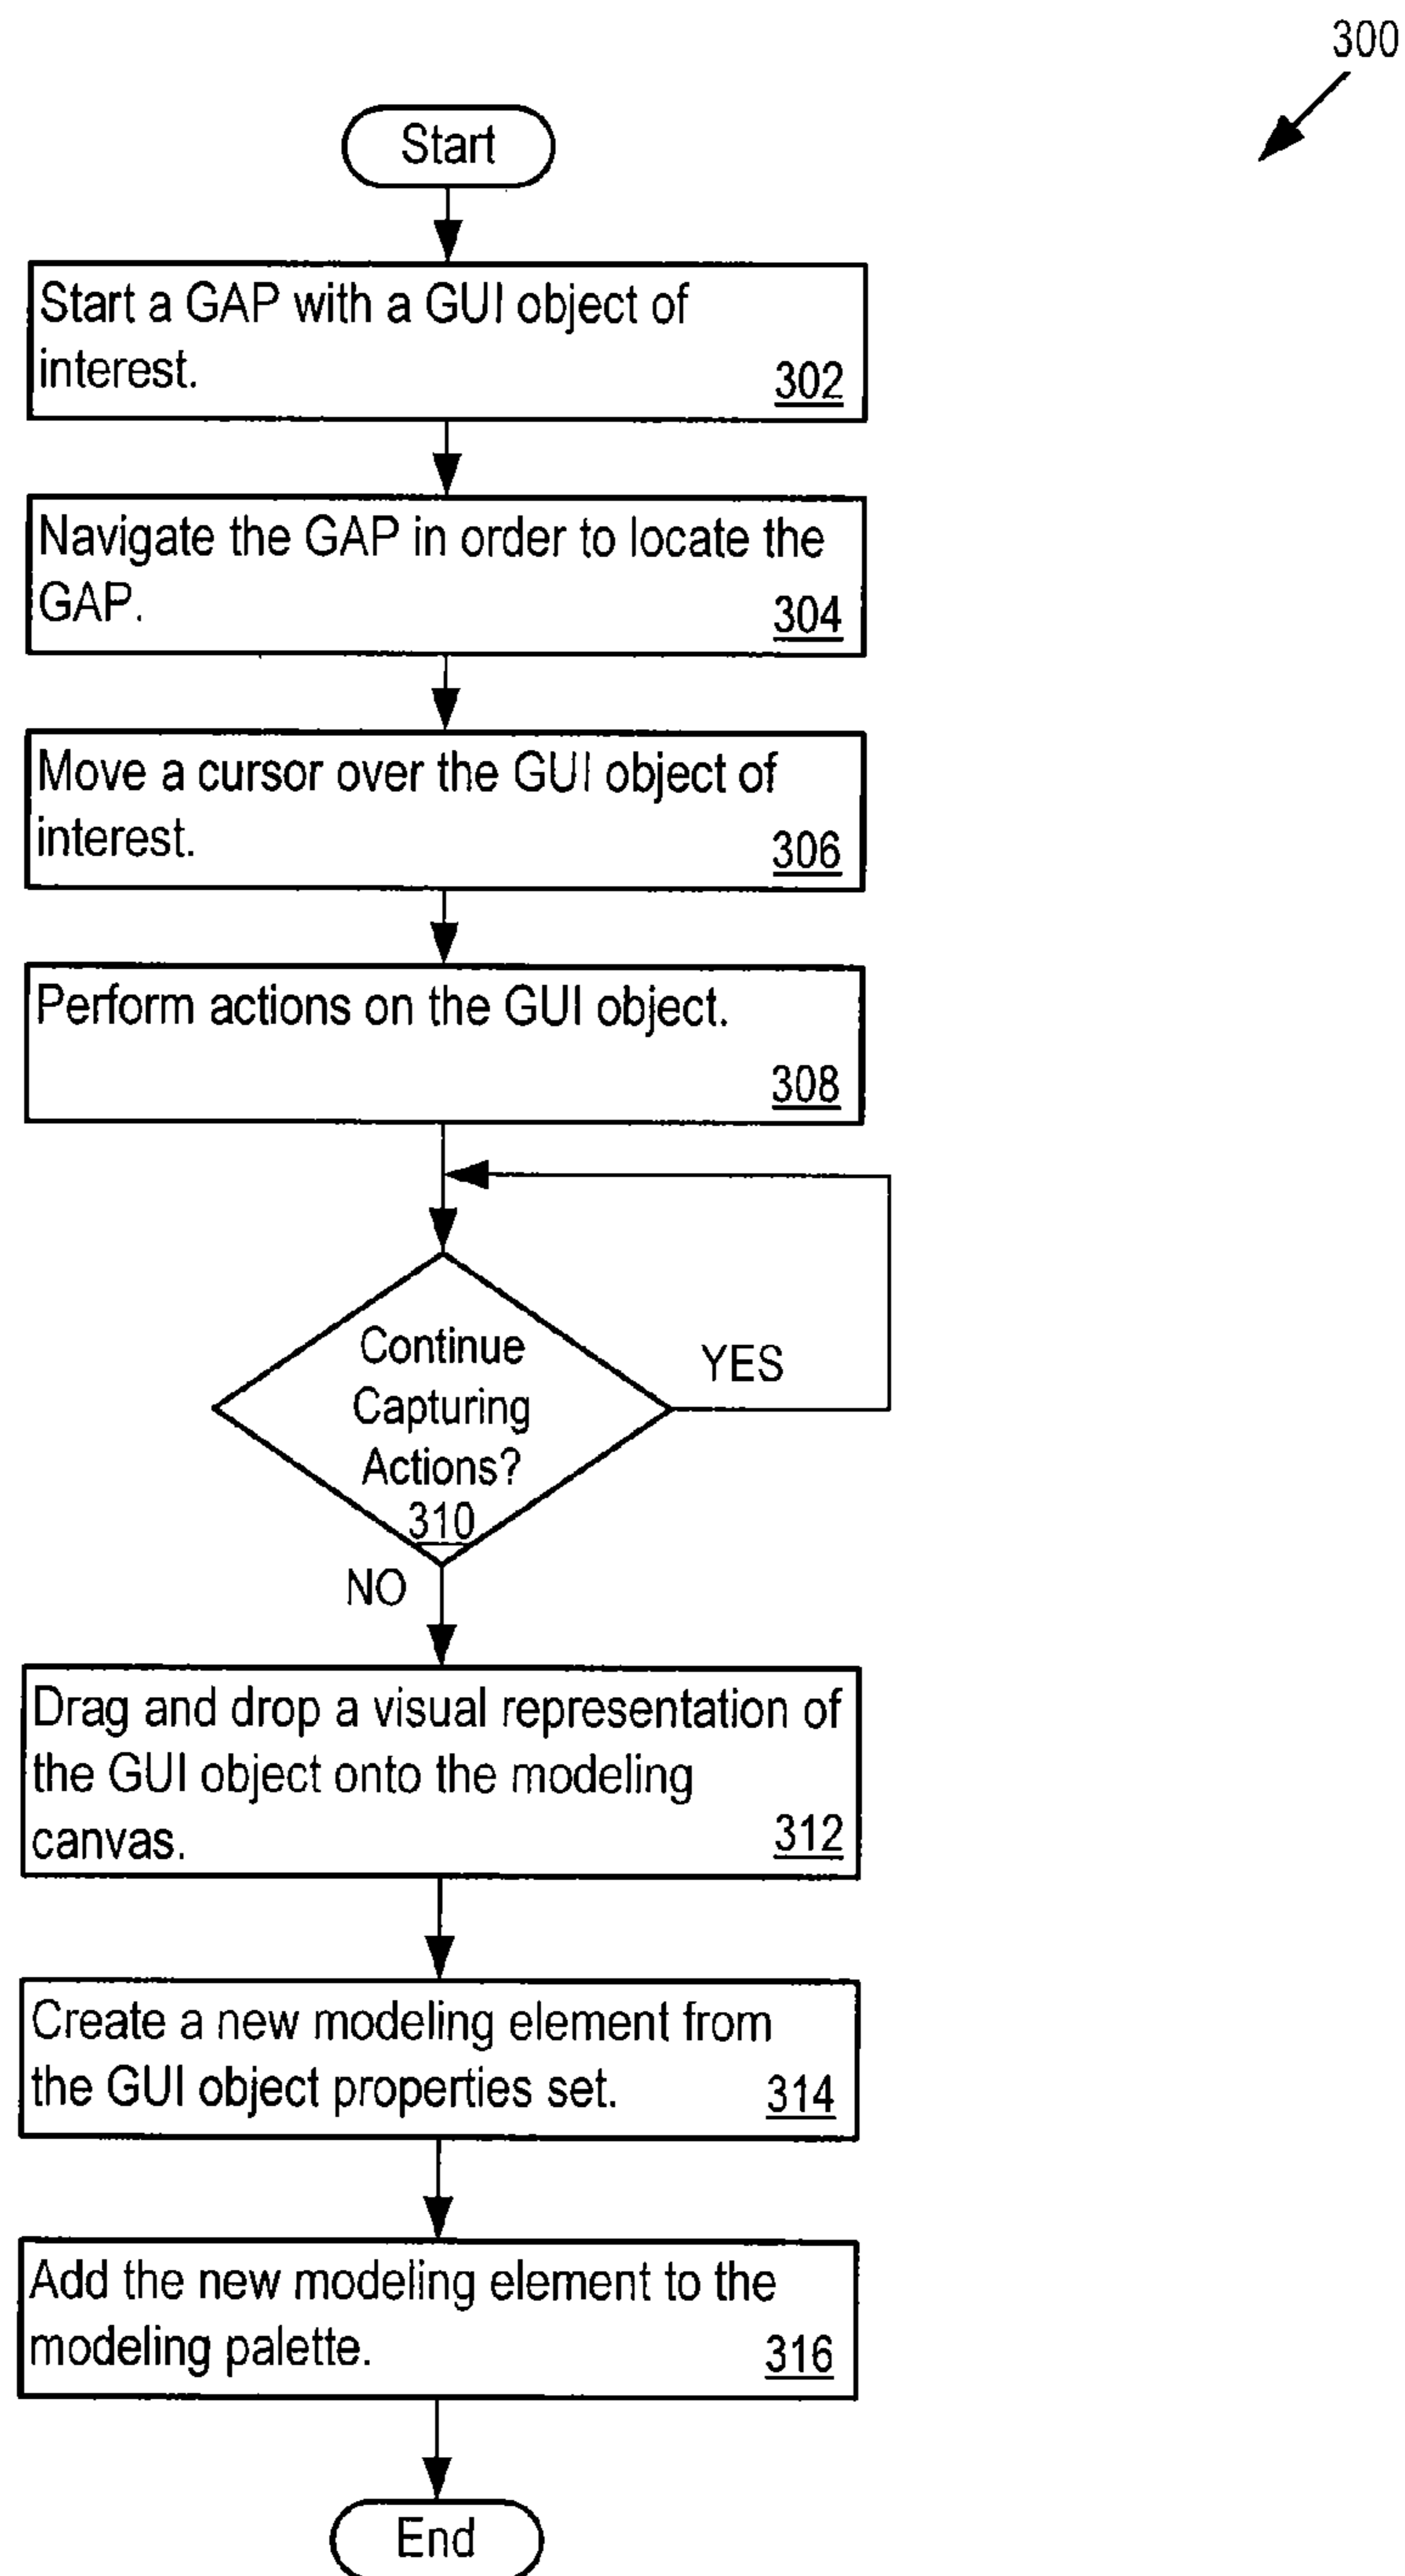 300
Start
Start a GAP with a GUI object of
interest.
302
Navigate the GAP in order to locate the
GAP.
304
Move a cursor over the GUI object of
interest.
306
Perform actions on the GUI object.
308
Continue
Capturing
Actions?
310
YES
NO
Drag and drop a visual representation of
the GUI object onto the modeling
canvas.
312
Create a new modeling element from
the GUI object properties set.
314
Add the new modeling element to the
modeling palette.
316
End